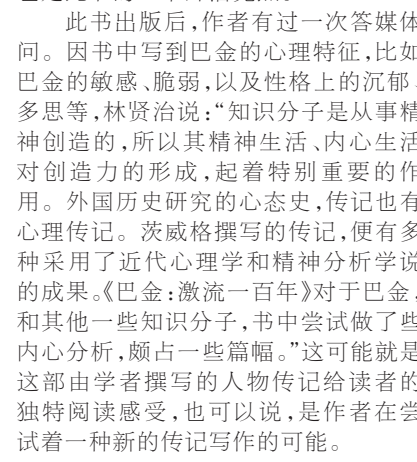 此书出版后,作者有过一次答媒体
问。因书中写到巴金的心理特征,比如
巴金的敏感、脆弱,以及性格上的沉郁、
多思等,林贤治说:“知识分子是从事精
神创造的,所以其精神生活、内心生活
对创造力的形成,起着特别重要的作
用。外国历史研究的心态史,传记也有
心理传记。茨威格撰写的传记,便有多
种采用了近代心理学和精神分析学说
的成果。《巴金:激流一百年》对于巴金,
和其他一些知识分子,书中尝试做了些
内心分析,颇占一些篇幅。”这可能就是
这部由学者撰写的人物传记给读者的
独特阅读感受,也可以说,是作者在尝
试着一种新的传记写作的可能。